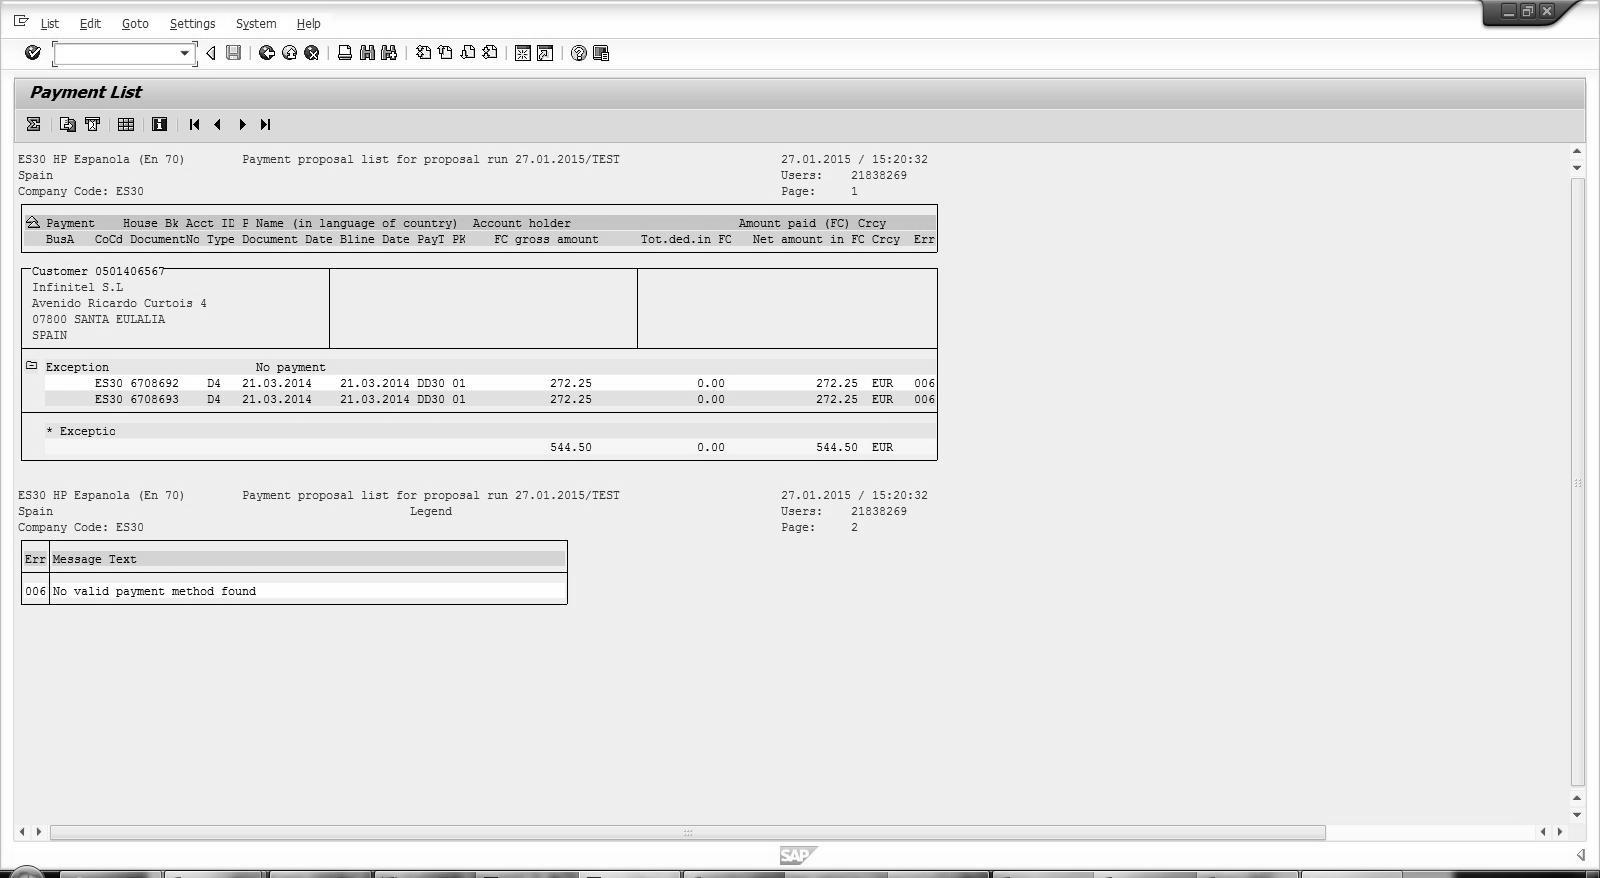 List Edit Goto Settings System Help
Payment List
ES30 HP Espanola (En 70) Payment proposal list for proposal run 27.01.2015/TEST 27.01.2015 / 15:20:32
Spain Users: 21838269
Company Code: ES30 Page: 1
Payment House Bk Acct ID P Name (in language of country) Account holder Amount paid (FC) Crcy
BusA CoCd DocumentNo Type Document Date Bline Date PayT PK FC gross amount Tot.ded.in FC Net amount in FC Crcy Err
Customer 0501406567
Infinitel S.L
Avenido Ricardo Curtois 4
07800 SANTA EULALIA
SPAIN
Exception No payment
ES30 6708692 D4 21.03.2014 21.03.2014 DD30 01 272.25 0.00 272.25 EUR 006
ES30 6708693 D4 21.03.2014 21.03.2014 DD30 01 272.25 0.00 272.25 EUR 006
* Exceptio
544.50 0.00 544.50 EUR
ES30 HP Espanola (En 70) Payment proposal list for proposal run 27.01.2015/TEST 27.01.2015 / 15:20:32
Spain Legend Users: 21838269
Company Code: ES30 Page: 2
Err Message Text
006 No valid payment method found
SAP